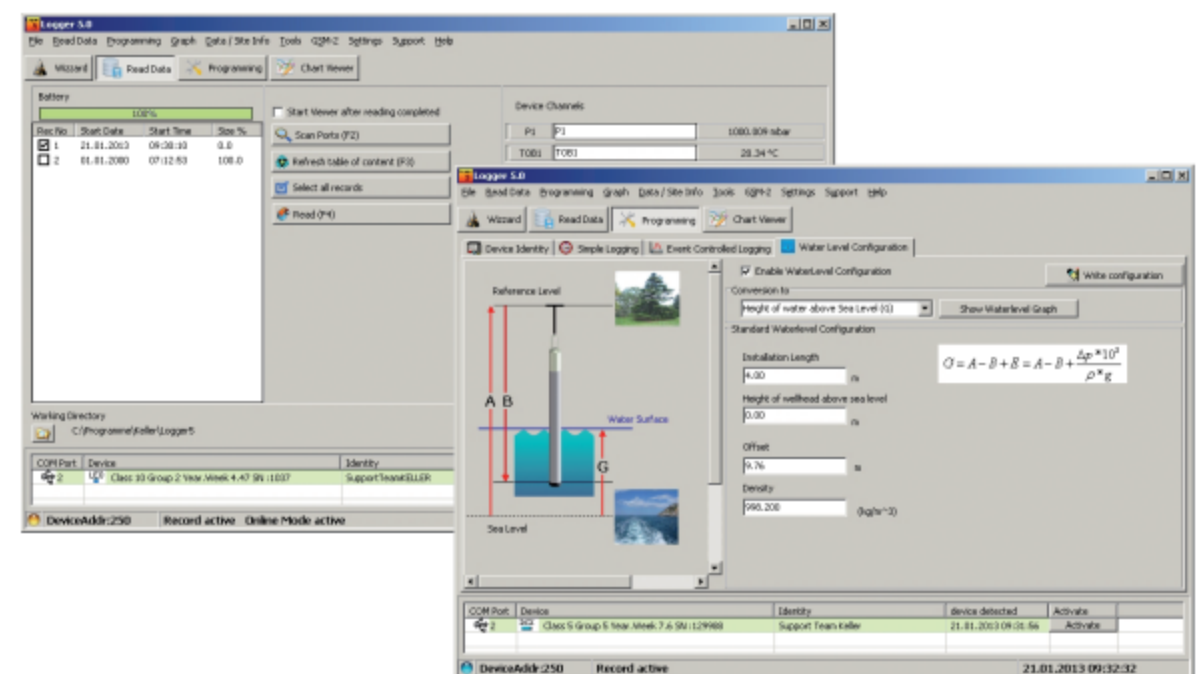 Logger 5.0
File Read Data Programming Graph Data / Site Info Tools GSM-2 Settings Support Help
Wizzard Read Data Programming Chart Viewer
Battery
100%
Rec No Start Date Start Time Size %
1 21.01.2013 09:30:10 0.0
2 01.01.2000 07:12:53 100.0
Start Viewer after reading completed
Scan Ports (F2)
Refresh table of content (F3)
Select all records
Read (F4)
Device Channels
P1 P1 1000.009 mbar
TOB1 TOB1 20.34 °C
Working Directory
C:\Programme\Keller\Logger5
COM Port Device Identity
2 Class 10 Group 2 Year .Week 4.47 SN :1037 SupportTeamKELLER
DeviceAddr:250 Record active Online Mode active
Logger 5.0
File Read Data Programming Graph Data / Site Info Tools GSM-2 Settings Support Help
Wizzard Read Data Programming Chart Viewer
Device Identity Simple Logging Event Controlled Logging Water Level Configuration
Reference Level
A B
Water Surface
G
Sea Level
Enable WaterLevel Configuration
Write configuration
Conversion to
Height of water above Sea Level (G) Show Waterlevel Graph
Standard Waterlevel Configuration
Installation Length
4.00 m
Height of wellhead above sea level
0.00 m
Offset
9.76 m
Density
998.200 (kg/m^3)
COM Port Device Identity device detected Activate
2 Class 5 Group 5 Year .Week 7.6 SN :129988 Support Team Keller 21.01.2013 09:31:56 Activate
DeviceAddr:250 Record active 21.01.2013 09:32:32